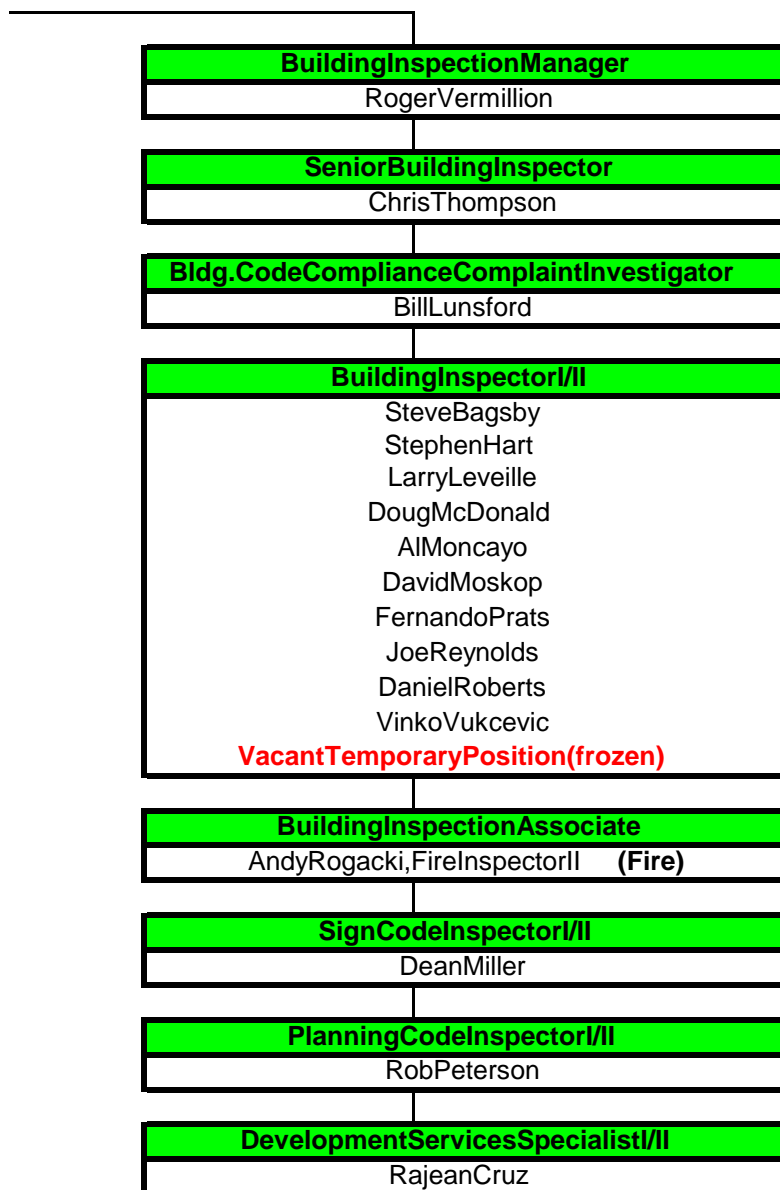 BuildingInspectionManager
RogerVermillion
SeniorBuildingInspector
ChrisThompson
Bldg.CodeComplianceComplaintInvestigator
BillLunsford
BuildingInspectorI/II
SteveBagsby
StephenHart
LarryLeveille
DougMcDonald
AlMoncayo
DavidMoskop
FernandoPrats
JoeReynolds
DanielRoberts
VinkoVukcevic
VacantTemporaryPosition(frozen)
BuildingInspectionAssociate
AndyRogacki,FireInspectorII (Fire)
SignCodeInspectorI/II
DeanMiller
PlanningCodeInspectorI/II
RobPeterson
DevelopmentServicesSpecialistI/II
RajeanCruz